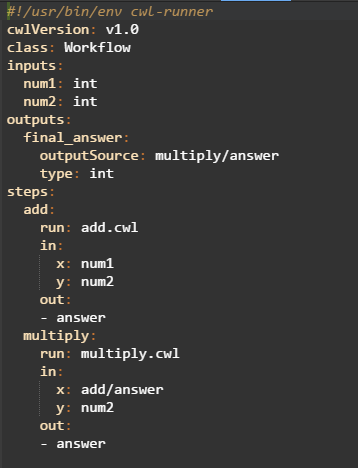 #!/usr/bin/env cwl-runner
cwlVersion: v1.0
class: Workflow
inputs:
  num1: int
  num2: int
outputs:
  final_answer:
    outputSource: multiply/answer
    type: int
steps:
  add:
    run: add.cwl
    in:
      x: num1
      y: num2
    out:
    - answer
  multiply:
    run: multiply.cwl
    in:
      x: add/answer
      y: num2
    out:
    - answer